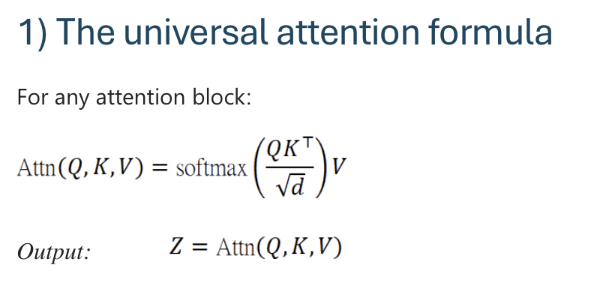 1) The universal attention formula
For any attention block:
Attn(Q, K, V) = softmax(QK⊤/√d)V
Output: Z = Attn(Q, K, V)